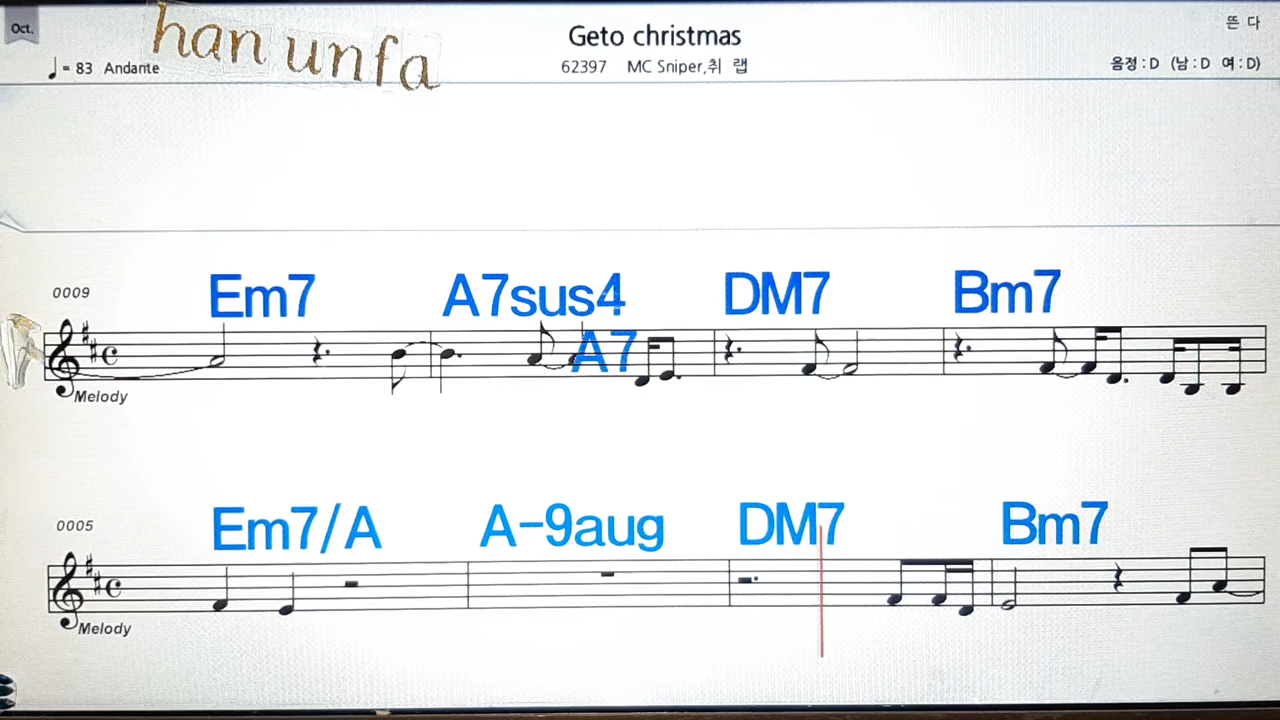 Oct.
han unfa
Geto christmas
뜬 다
♩= 83 Andante
62397 MC Sniper,취 랩
음정 : D (남 : D 여 : D)
0009
Em7 A7sus4 A7 DM7 Bm7
Melody
0005
Em7/A A-9aug DM7 Bm7
Melody